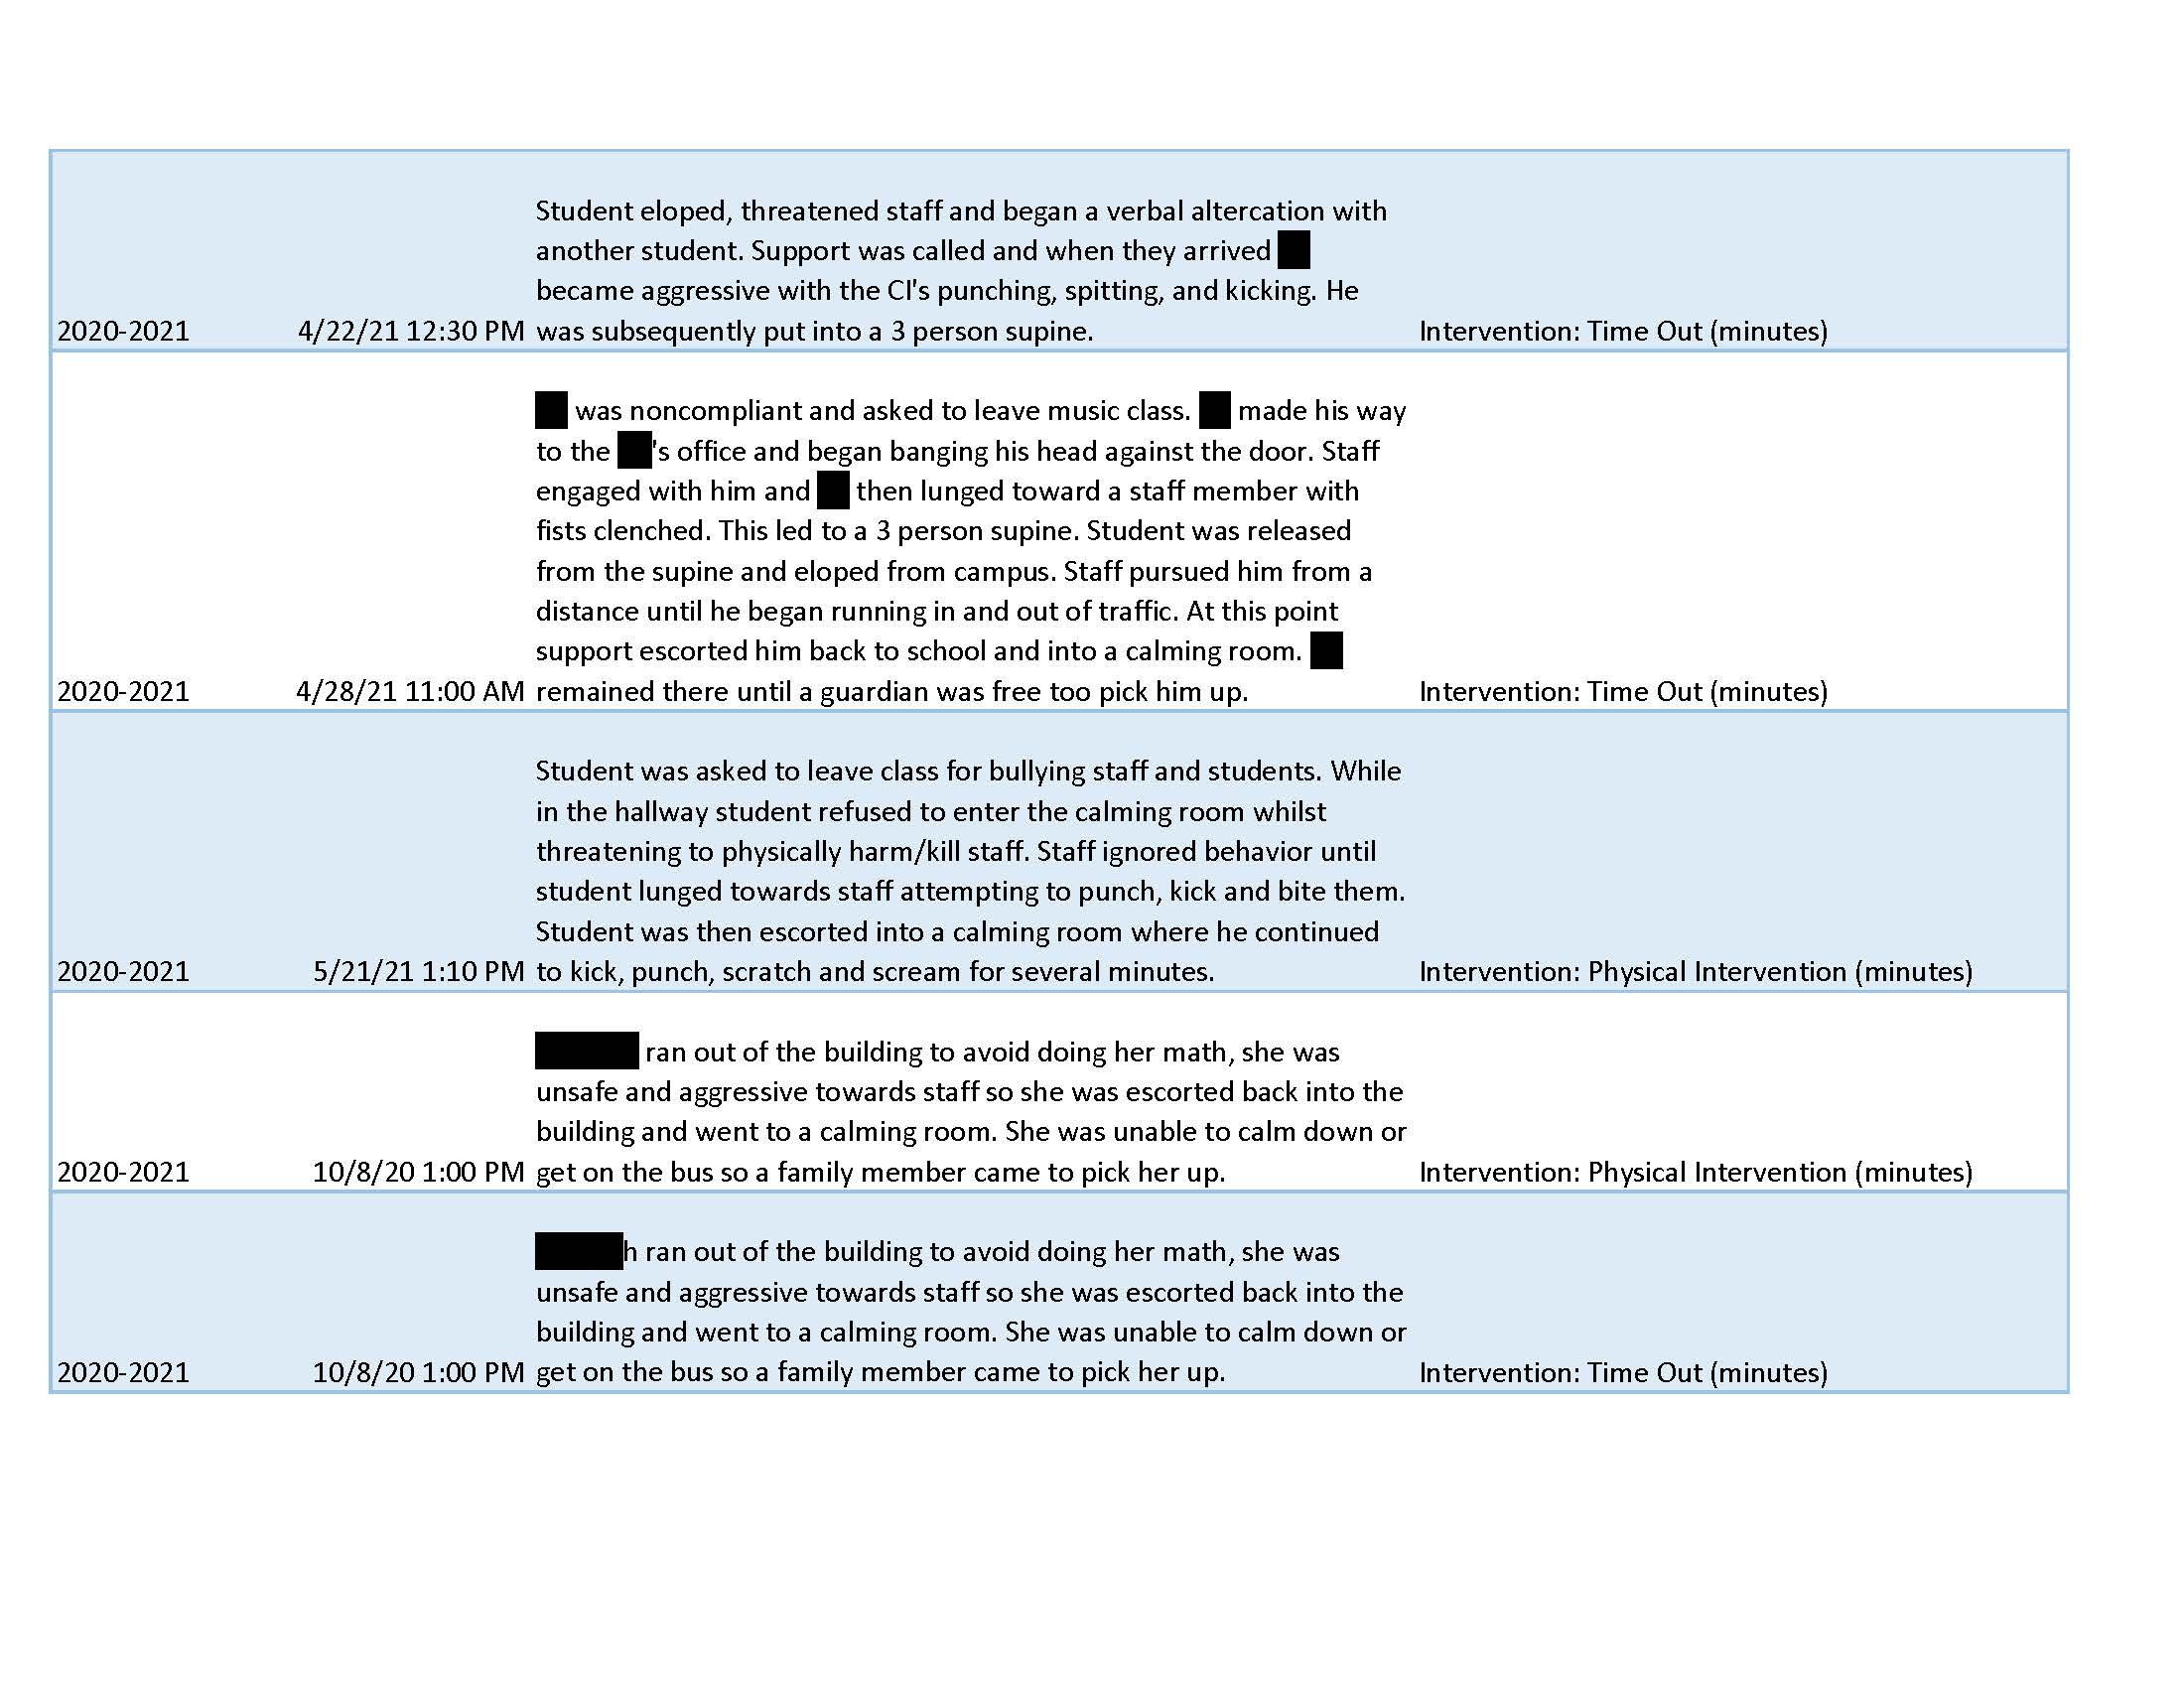 Student eloped, threatened staff and began a verbal altercation with
another student. Support was called and when they arrived
became aggressive with the CI's punching, spitting, and kicking. He
2020-2021 4/22/21 12:30 PM was subsequently put into a 3 person supine. Intervention: Time Out (minutes)
was noncompliant and asked to leave music class. made his way
to the 's office and began banging his head against the door. Staff
engaged with him and then lunged toward a staff member with
fists clenched. This led to a 3 person supine. Student was released
from the supine and eloped from campus. Staff pursued him from a
distance until he began running in and out of traffic. At this point
support escorted him back to school and into a calming room.
2020-2021 4/28/21 11:00 AM remained there until a guardian was free too pick him up. Intervention: Time Out (minutes)
Student was asked to leave class for bullying staff and students. While
in the hallway student refused to enter the calming room whilst
threatening to physically harm/kill staff. Staff ignored behavior until
student lunged towards staff attempting to punch, kick and bite them.
Student was then escorted into a calming room where he continued
2020-2021 5/21/21 1:10 PM to kick, punch, scratch and scream for several minutes. Intervention: Physical Intervention (minutes)
ran out of the building to avoid doing her math, she was
unsafe and aggressive towards staff so she was escorted back into the
building and went to a calming room. She was unable to calm down or
2020-2021 10/8/20 1:00 PM get on the bus so a family member came to pick her up. Intervention: Physical Intervention (minutes)
h ran out of the building to avoid doing her math, she was
unsafe and aggressive towards staff so she was escorted back into the
building and went to a calming room. She was unable to calm down or
2020-2021 10/8/20 1:00 PM get on the bus so a family member came to pick her up. Intervention: Time Out (minutes)